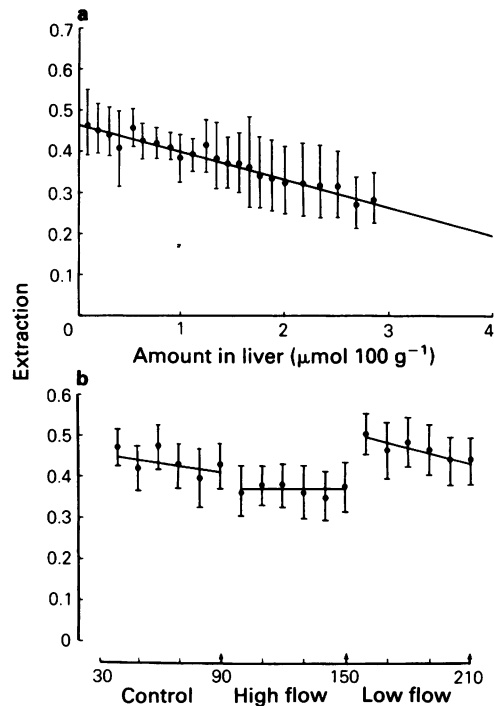 a
0.7
0.6
0.5
0.4
0.3
0.2
0.1
0 1 2 3 4
Amount in liver (μmol 100 g⁻¹)
Extraction
b
0.6
0.5
0.4
0.3
0.2
0.1
0
30 90 150 210
Control High flow Low flow